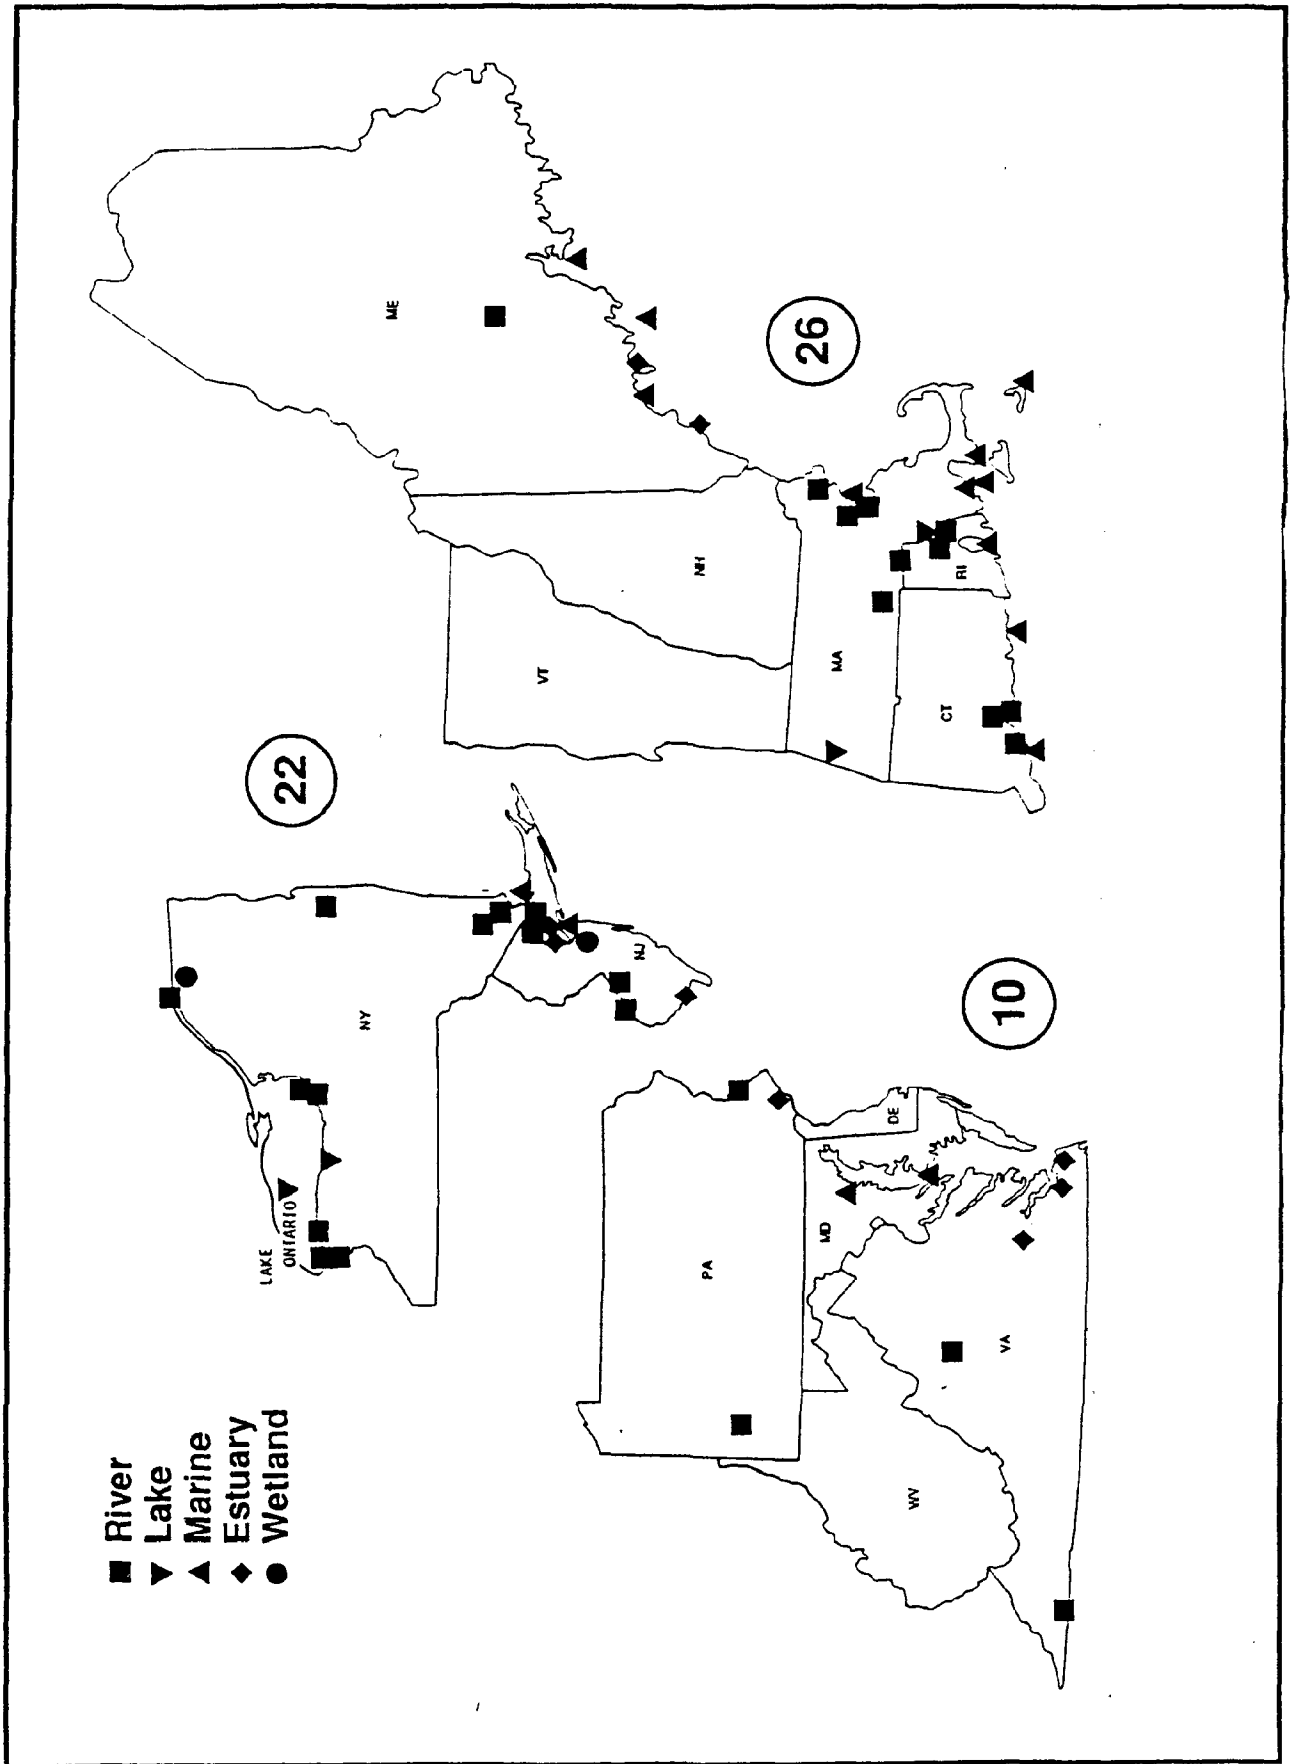 River
Lake
Marine
Estuary
Wetland
LAKE
ONTARIO
NY
22
NJ
ME
VT
NH
MA
CT
RI
26
PA
MD
DE
WV
VA
10